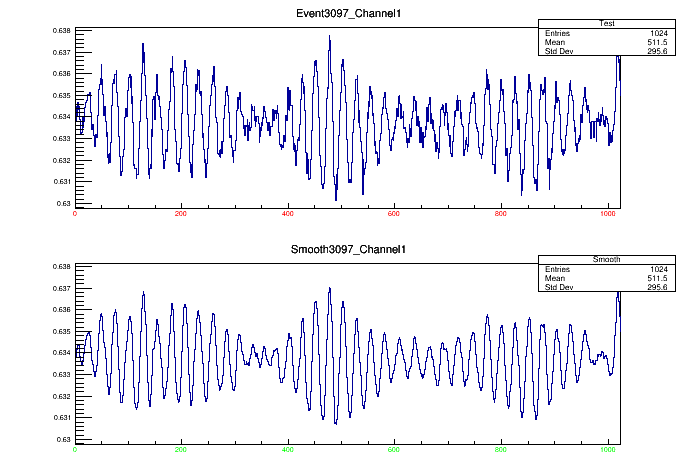 Event3097_Channel1
Test
Entries 1024
Mean 511.5
Std Dev 295.6
0.638
0.637
0.636
0.635
0.634
0.633
0.632
0.631
0.63
0 200 400 600 800 1000
Smooth3097_Channel1
Smooth
Entries 1024
Mean 511.5
Std Dev 295.6
0.638
0.637
0.636
0.635
0.634
0.633
0.632
0.631
0.63
0 200 400 600 800 1000